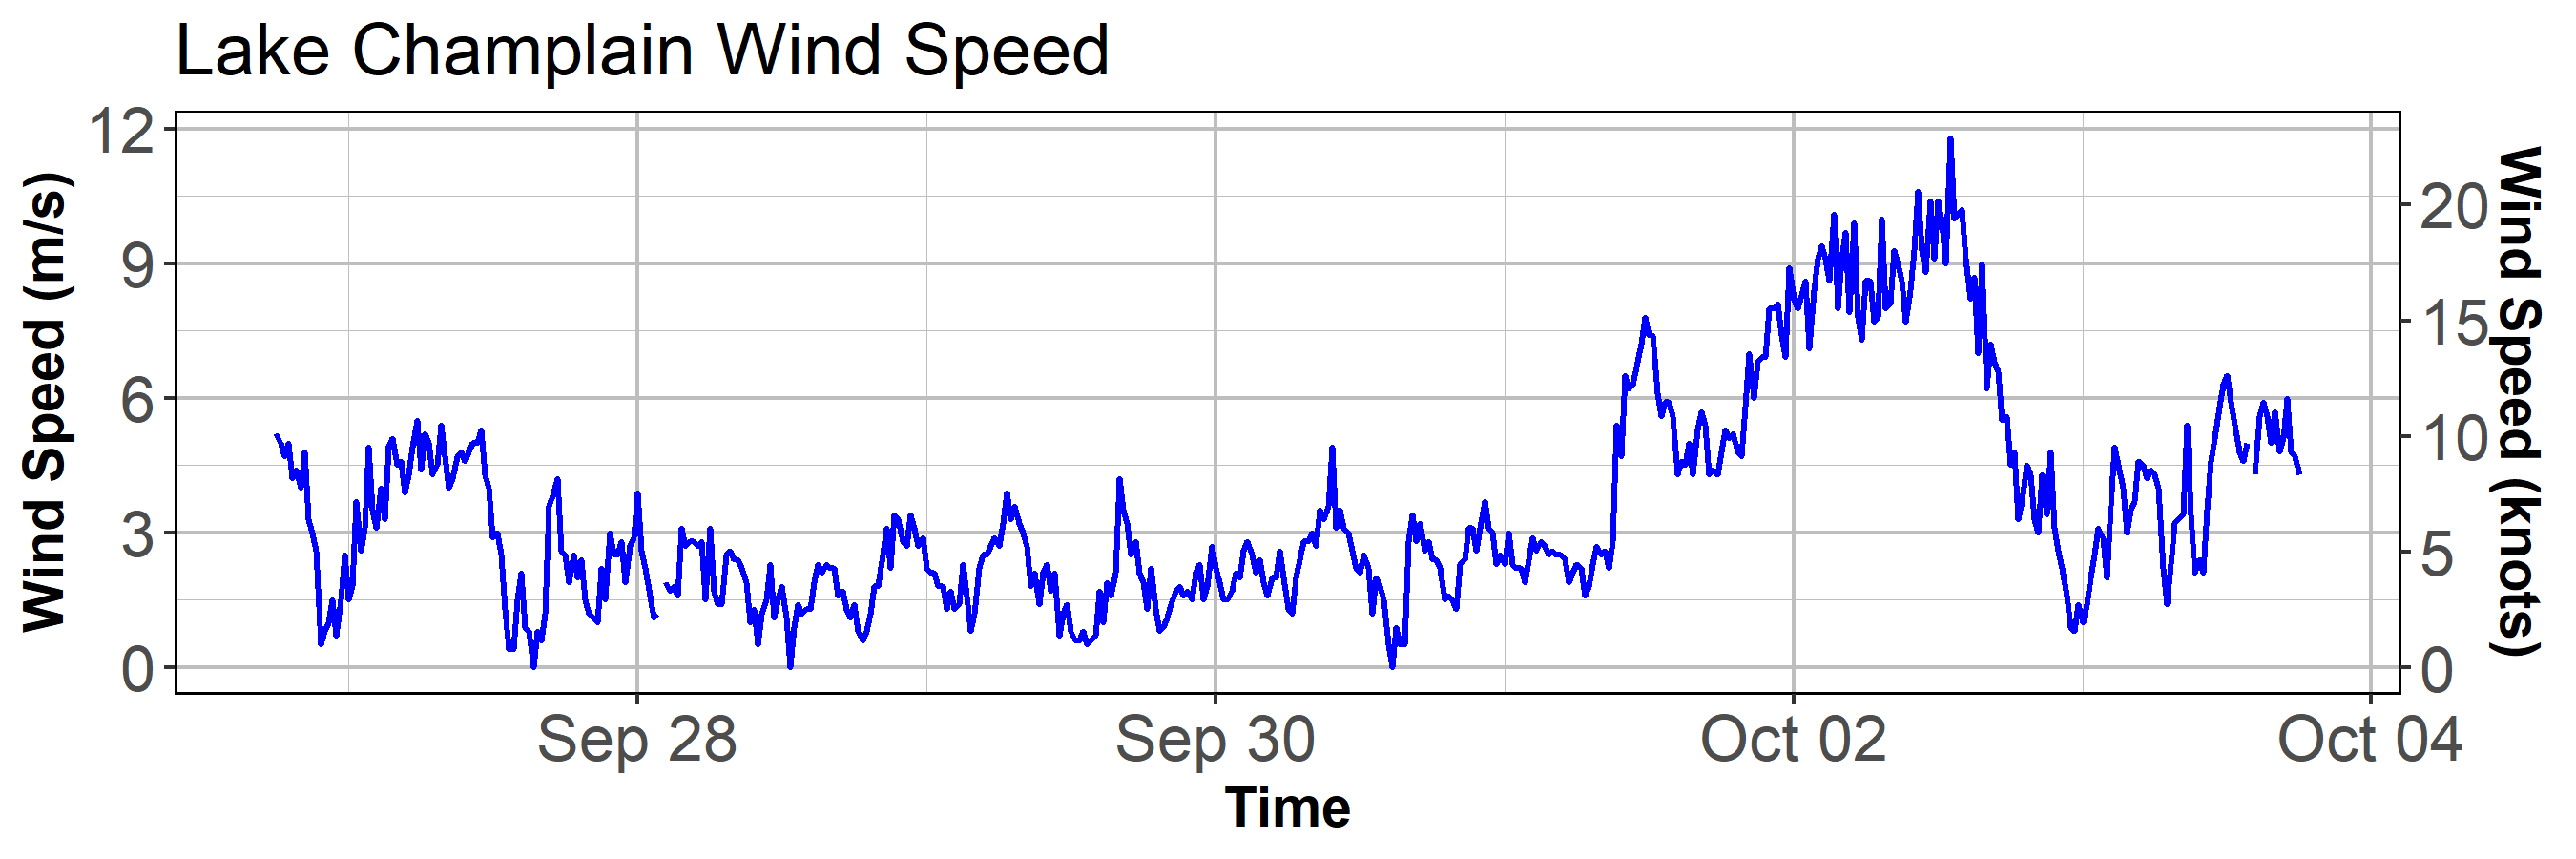 Lake Champlain Wind Speed
Wind Speed (m/s)
12
9
6
3
0
20
15
10
5
0
Wind Speed (knots)
Sep 28
Sep 30
Oct 02
Oct 04
Time